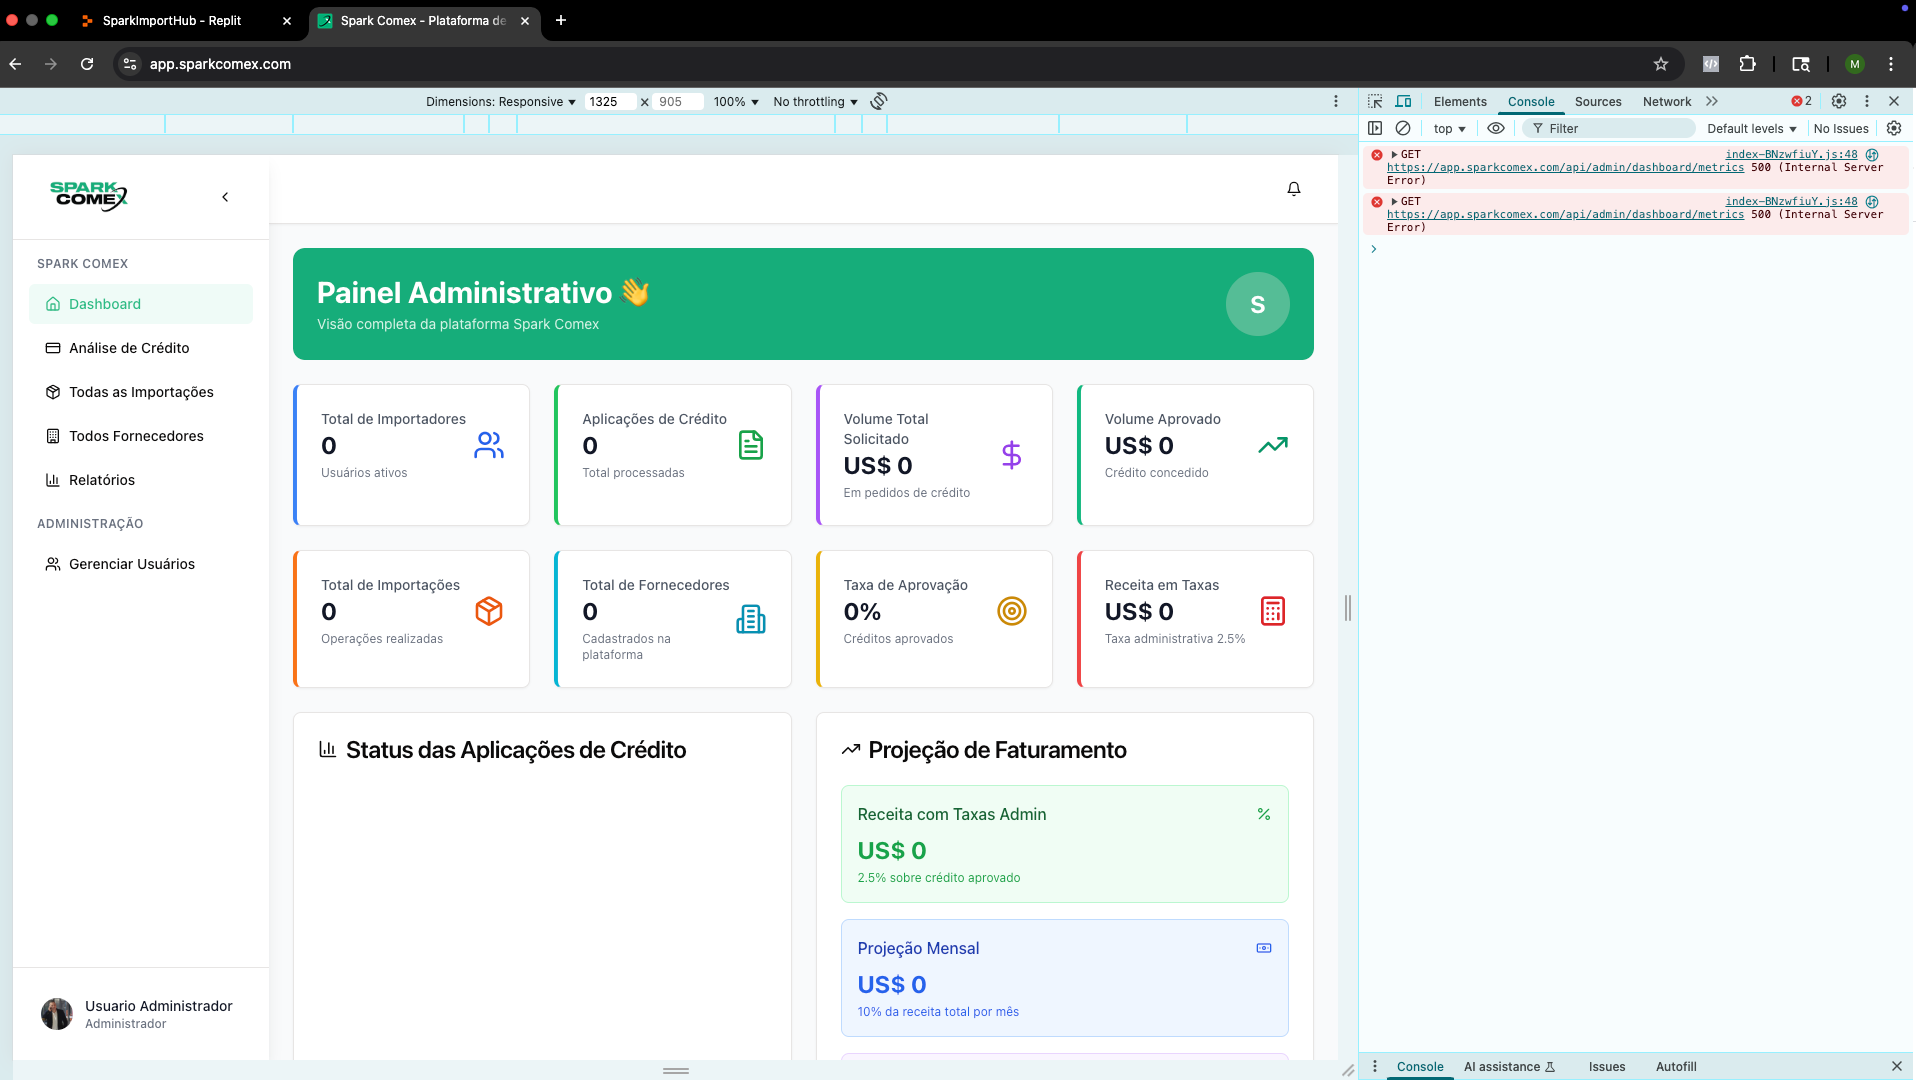 SparkImportHub - Replit
Spark Comex - Plataforma de
app.sparkcomex.com
M
Dimensions: Responsive
1325 x 905
100%
No throttling
Elements
Console
Sources
Network
2
top
Filter
Default levels
No Issues
GET
index-BNzwfiuY.js:48
https://app.sparkcomex.com/api/admin/dashboard/metrics 500 (Internal Server
Error)
GET
index-BNzwfiuY.js:48
https://app.sparkcomex.com/api/admin/dashboard/metrics 500 (Internal Server
Error)
SPARK
COMEX
SPARK COMEX
Dashboard
Análise de Crédito
Todas as Importações
Todos Fornecedores
Relatórios
ADMINISTRAÇÃO
Gerenciar Usuários
Usuario Administrador
Administrador
Painel Administrativo 👋
Visão completa da plataforma Spark Comex
S
Total de Importadores
0
Usuários ativos
Aplicações de Crédito
0
Total processadas
Volume Total
Solicitado
US$ 0
Em pedidos de crédito
Volume Aprovado
US$ 0
Crédito concedido
Total de Importações
0
Operações realizadas
Total de Fornecedores
0
Cadastrados na
plataforma
Taxa de Aprovação
0%
Créditos aprovados
Receita em Taxas
US$ 0
Taxa administrativa 2.5%
Status das Aplicações de Crédito
Projeção de Faturamento
Receita com Taxas Admin
US$ 0
2.5% sobre crédito aprovado
Projeção Mensal
US$ 0
10% da receita total por mês
Console
AI assistance
Issues
Autofill